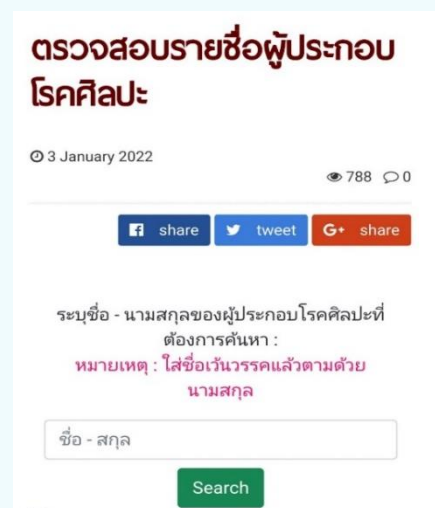 ตรวจสอบรายชื่อผู้ประกอบ
โรคศิลปะ
3 January 2022
788 0
share tweet G+ share
ระบุชื่อ - นามสกุลของผู้ประกอบโรคศิลปะที่
ต้องการค้นหา :
หมายเหตุ : ใส่ชื่อเว้นวรรคแล้วตามด้วย
นามสกุล
ชื่อ - สกุล
Search